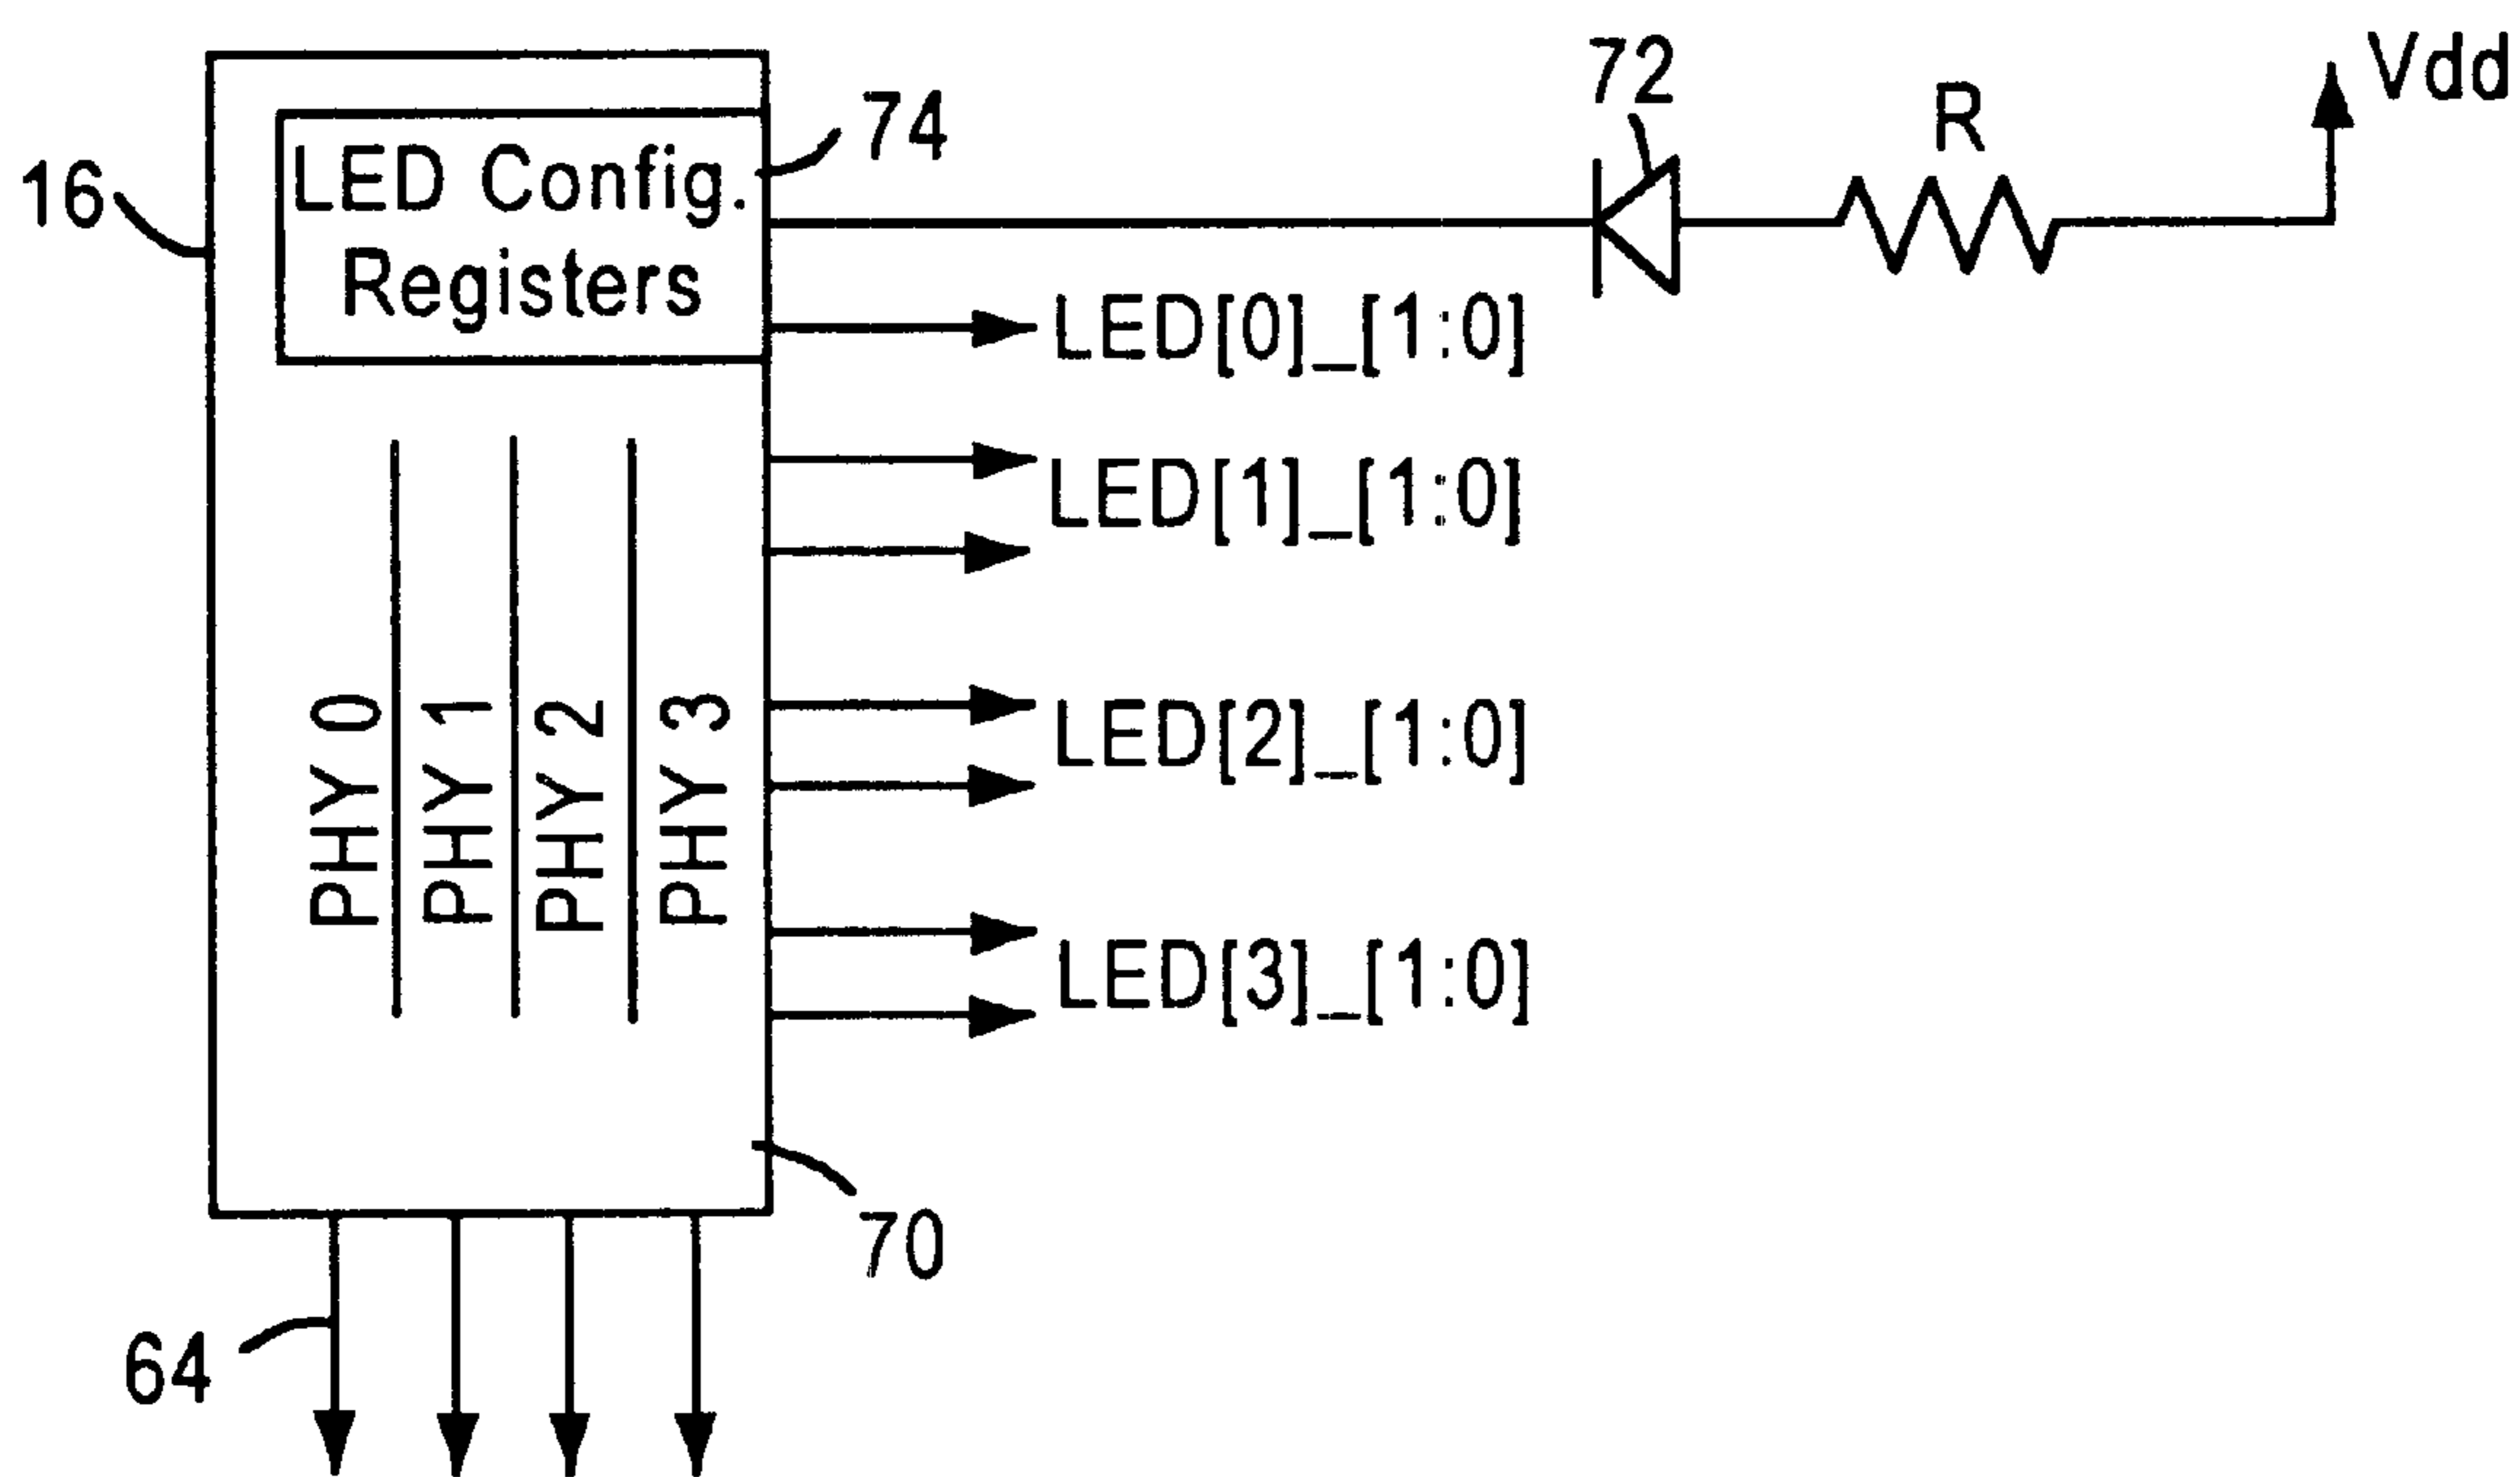 72
Vdd
R
74
16
LED Config.
Registers
LED[0]_[1:0]
LED[1]_[1:0]
PHY 0
PHY 1
PHY 2
PHY 3
LED[2]_[1:0]
LED[3]_[1:0]
70
64